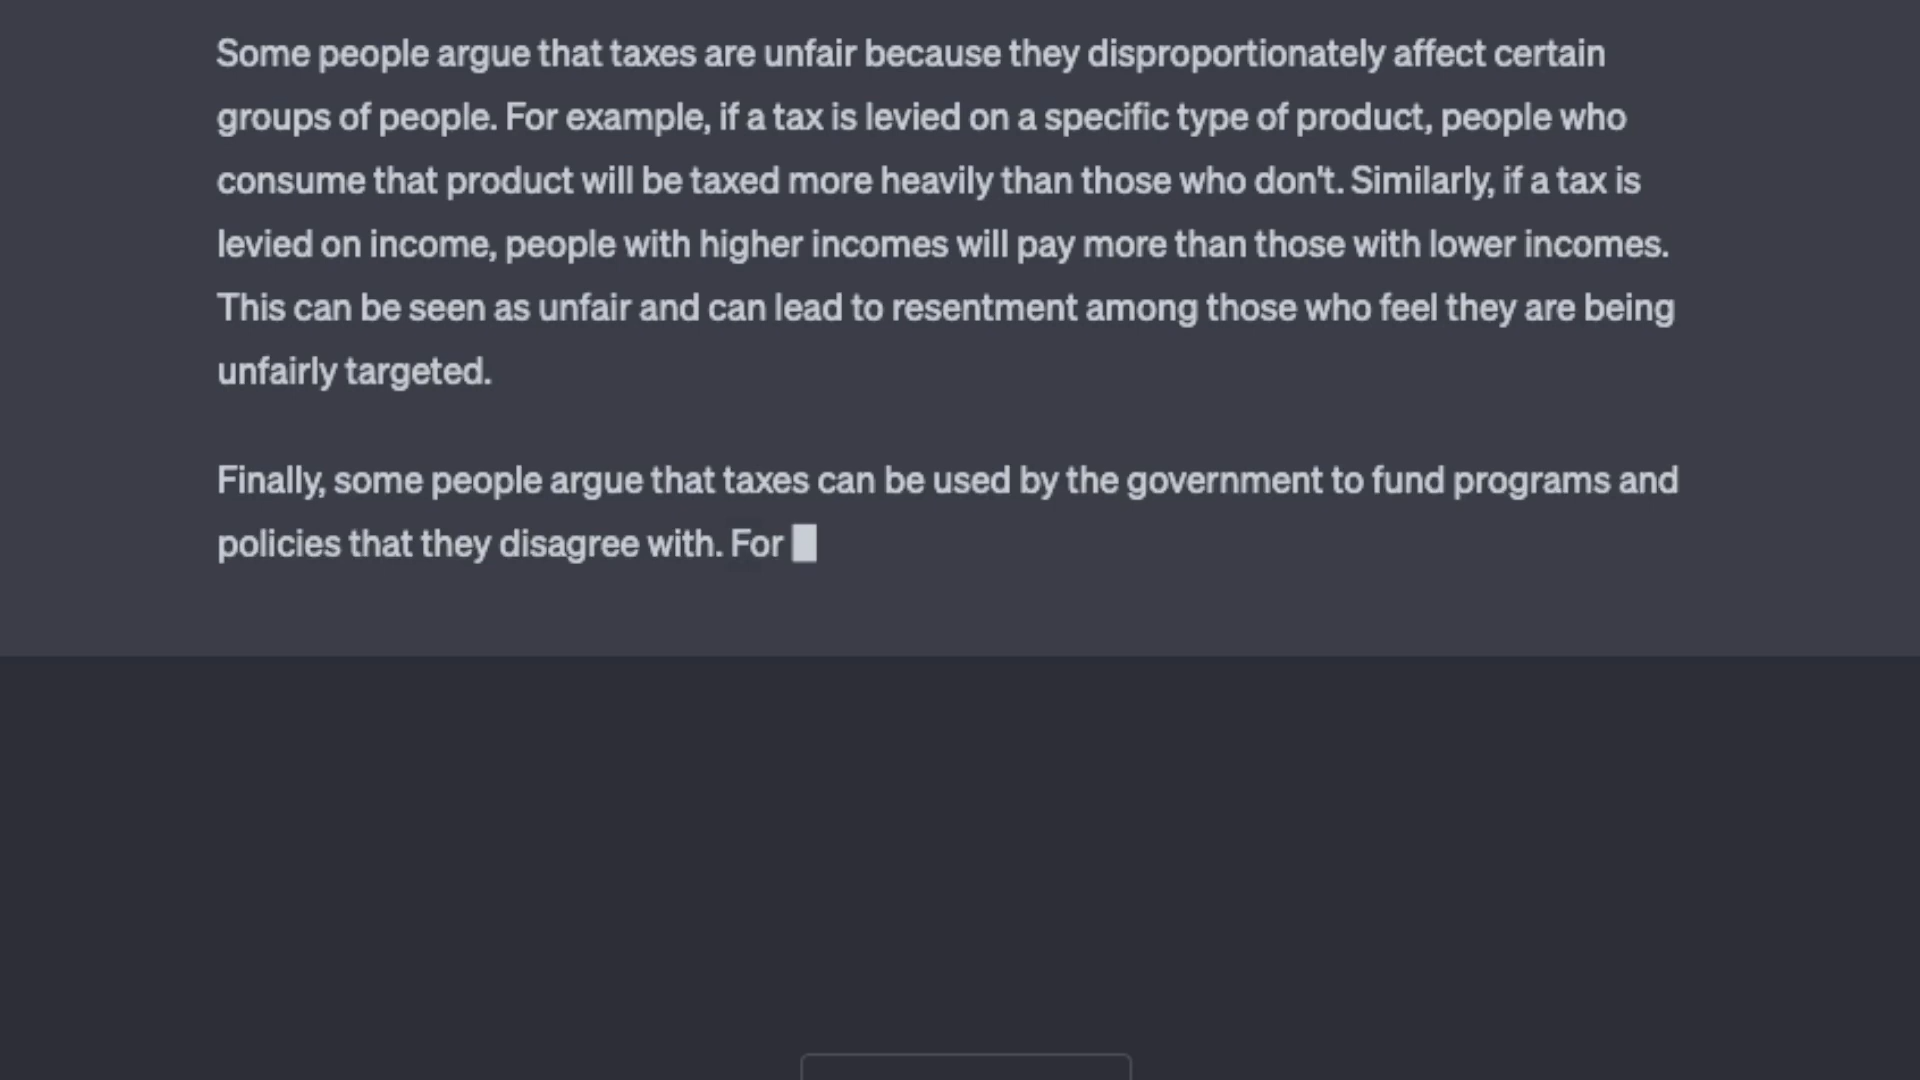 Some people argue that taxes are unfair because they disproportionately affect certain
groups of people. For example, if a tax is levied on a specific type of product, people who
consume that product will be taxed more heavily than those who don't. Similarly, if a tax is
levied on income, people with higher incomes will pay more than those with lower incomes.
This can be seen as unfair and can lead to resentment among those who feel they are being
unfairly targeted.
Finally, some people argue that taxes can be used by the government to fund programs and
policies that they disagree with. For